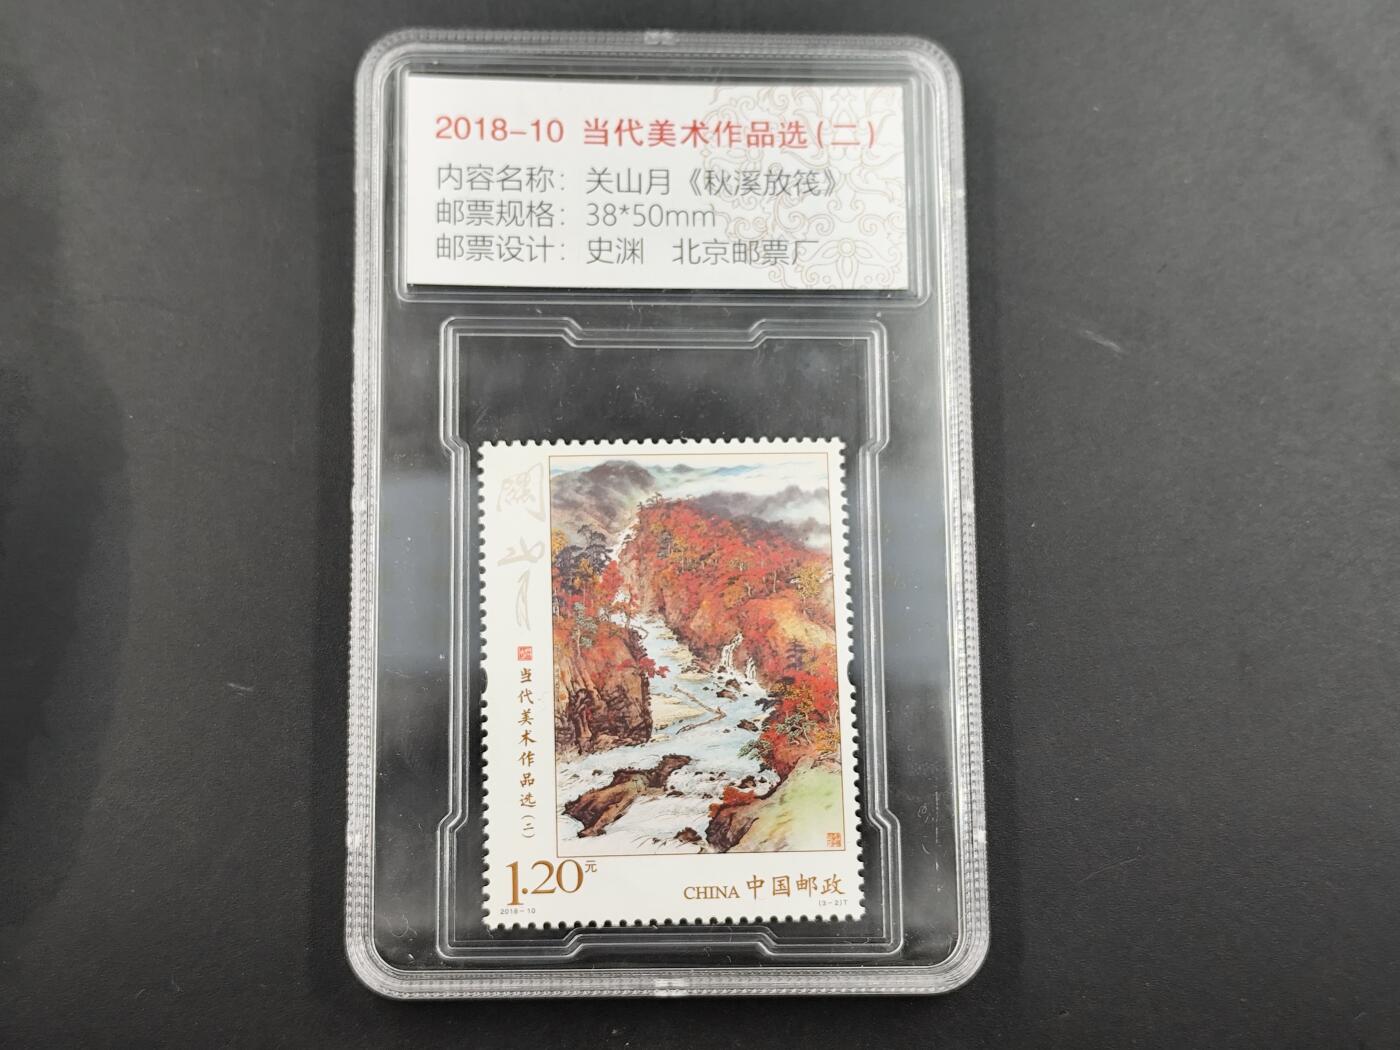 2018-10 当代美术作品选(二)
内容名称: 关山月《秋溪放筏》
邮票规格: 38*50mm
邮票设计: 史渊 北京邮票厂
關山月
当代美术作品选(二)
1.20元
CHINA 中国邮政
2018-10
(3-2)T